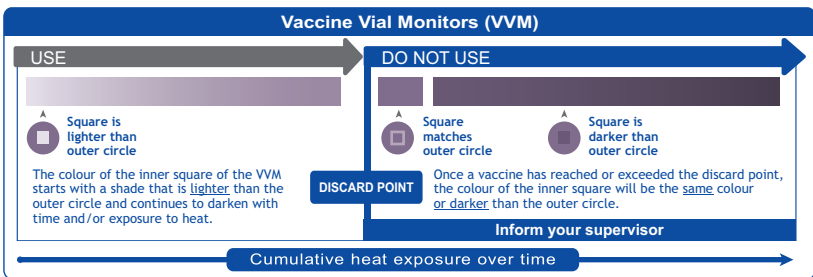 Vaccine Vial Monitors (VVM)
USE
Square is
lighter than
outer circle
The colour of the inner square of the VVM
starts with a shade that is lighter than the
outer circle and continues to darken with
time and/or exposure to heat.
DISCARD POINT
DO NOT USE
Square
matches
outer circle
Square is
darker than
outer circle
Once a vaccine has reached or exceeded the discard point,
the colour of the inner square will be the same colour
or darker than the outer circle.
Inform your supervisor
Cumulative heat exposure over time